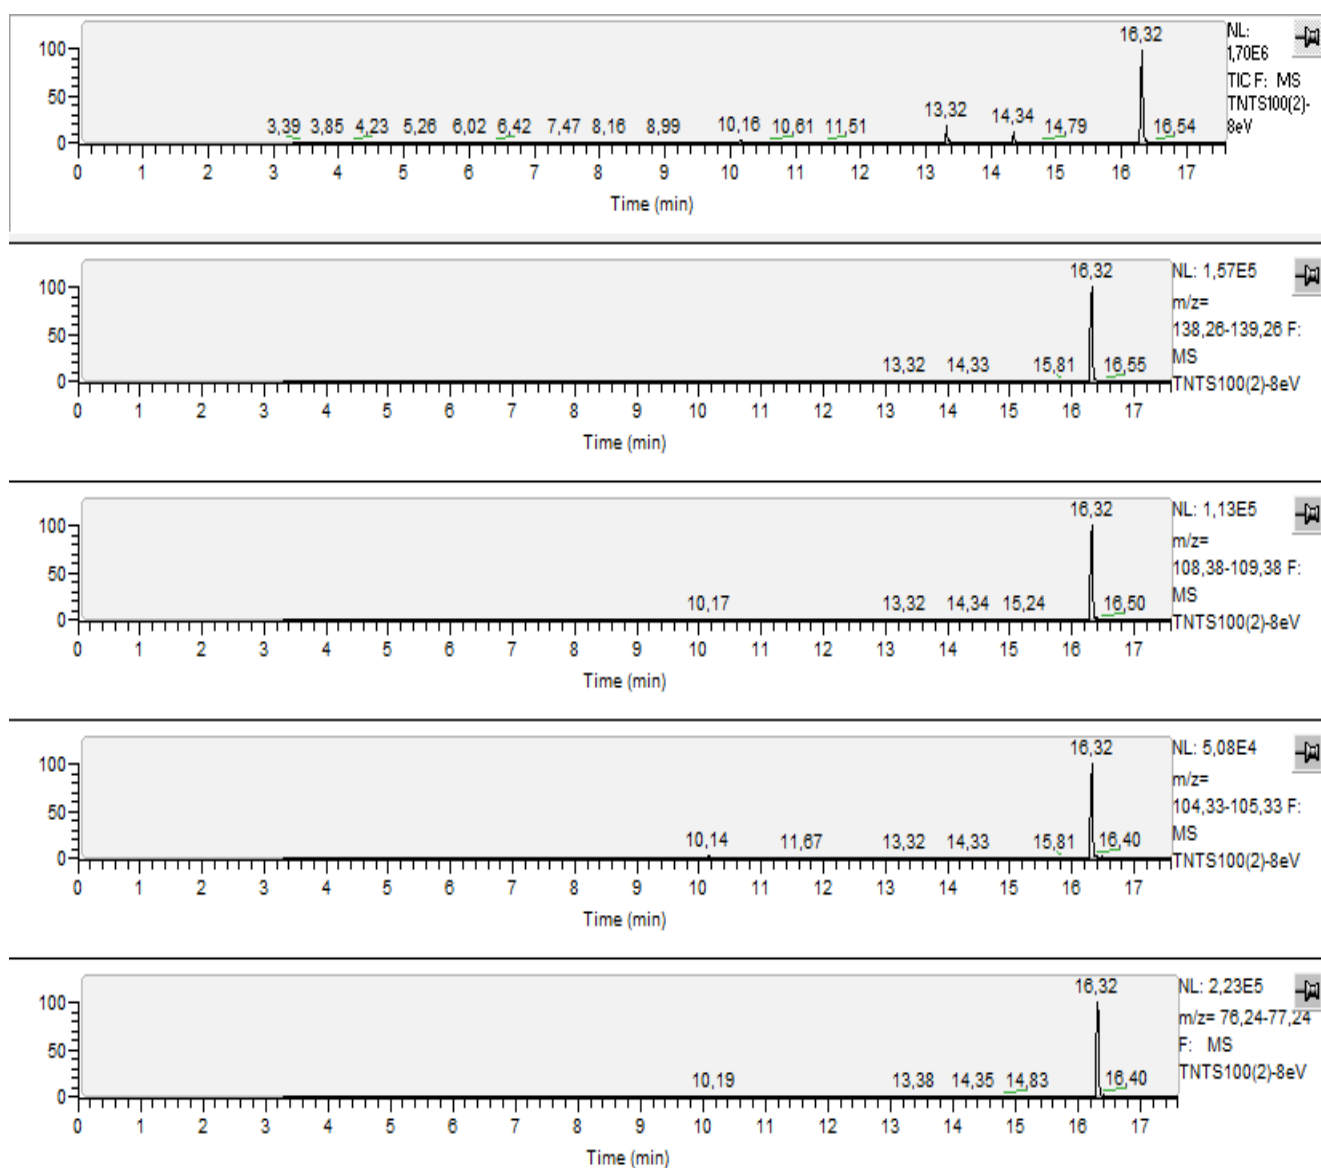 16,32
NL:
1,70E6
TIC F: MS
TNTS100(2)-
8eV
100
50
0
3,39 3,85 4,23 5,26 6,02 6,42 7,47 8,16 8,99 10,16 10,61 11,51 13,32 14,34 14,79 16,54
0 1 2 3 4 5 6 7 8 9 10 11 12 13 14 15 16 17
Time (min)
16,32
NL: 1,57E5
m/z=
138,26-139,26 F:
MS
TNTS100(2)-8eV
100
50
0
13,32 14,33 15,81 16,55
0 1 2 3 4 5 6 7 8 9 10 11 12 13 14 15 16 17
Time (min)
16,32
NL: 1,13E5
m/z=
108,38-109,38 F:
MS
TNTS100(2)-8eV
100
50
0
10,17 13,32 14,34 15,24 16,50
0 1 2 3 4 5 6 7 8 9 10 11 12 13 14 15 16 17
Time (min)
16,32
NL: 5,08E4
m/z=
104,33-105,33 F:
MS
TNTS100(2)-8eV
100
50
0
10,14 11,67 13,32 14,33 15,81 16,40
0 1 2 3 4 5 6 7 8 9 10 11 12 13 14 15 16 17
Time (min)
16,32
NL: 2,23E5
m/z= 76,24-77,24
F: MS
TNTS100(2)-8eV
100
50
0
10,19 13,38 14,35 14,83 16,40
0 1 2 3 4 5 6 7 8 9 10 11 12 13 14 15 16 17
Time (min)